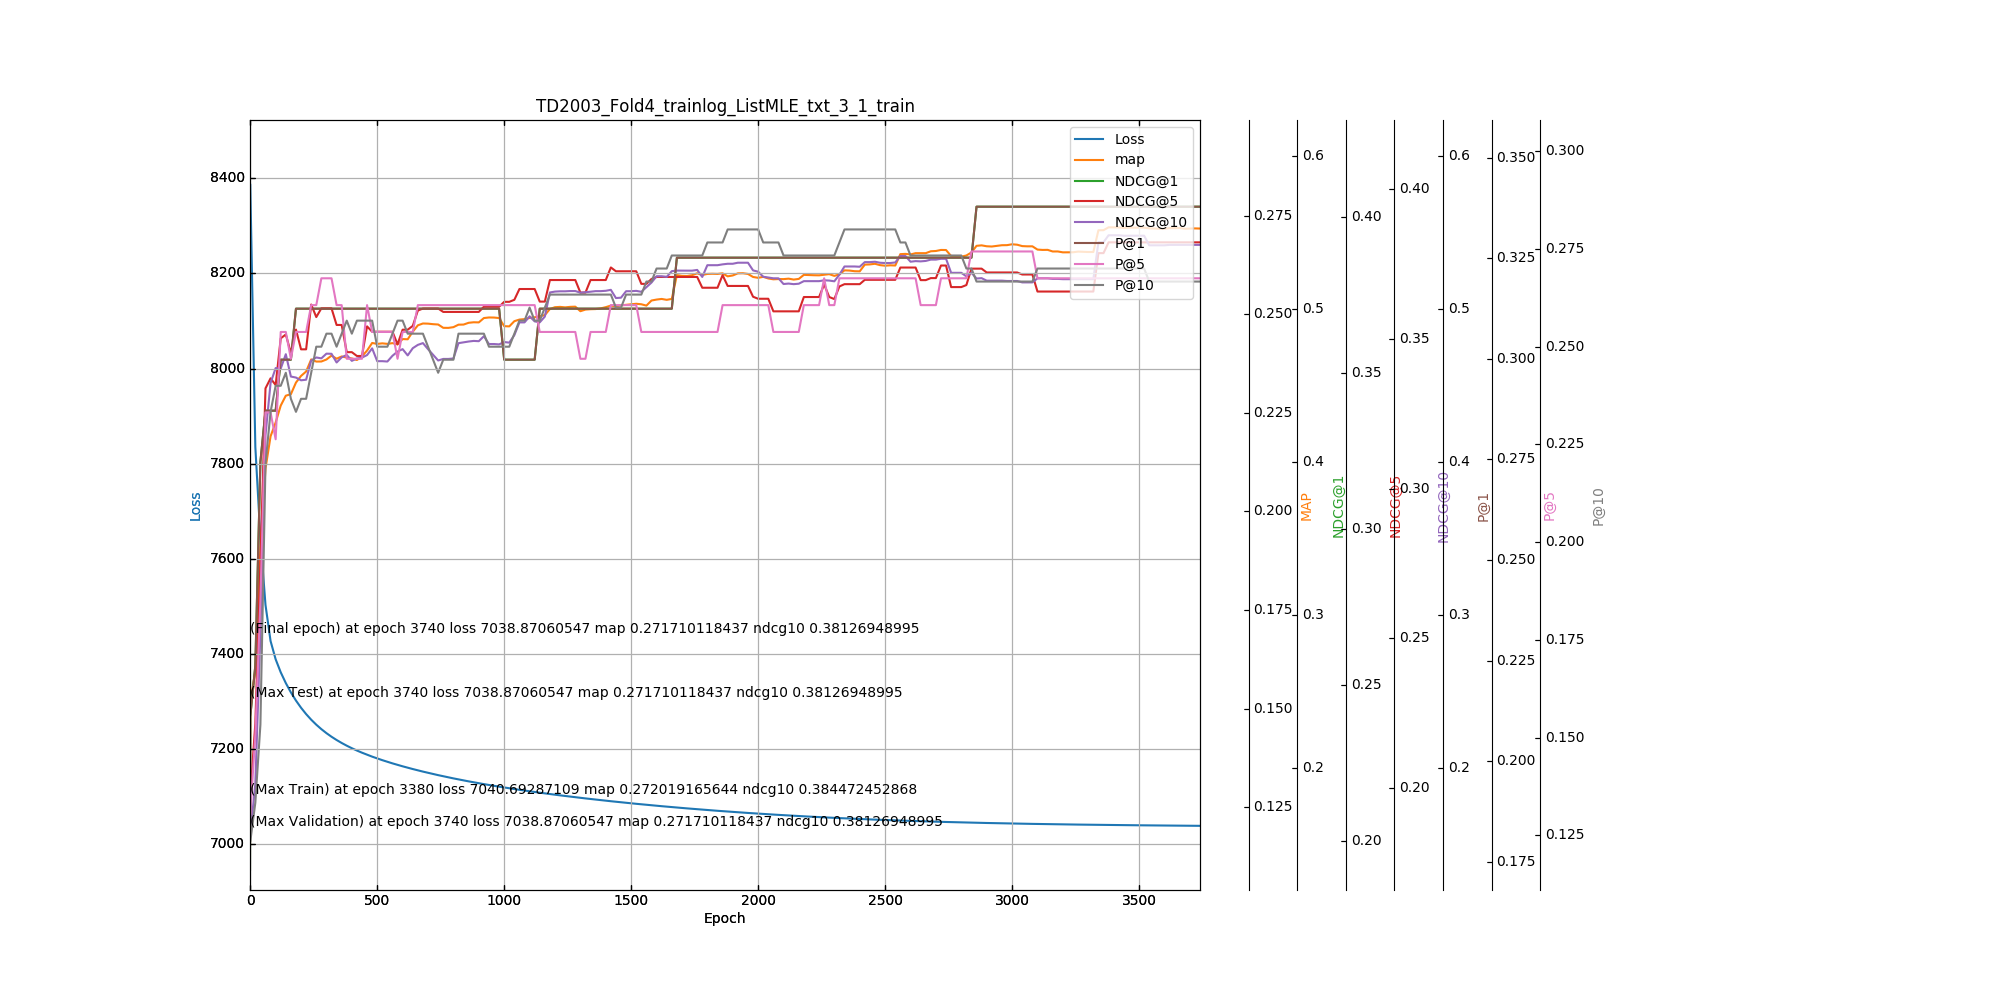 TD2003_Fold4_trainlog_ListMLE_txt_3_1_train
Loss
map
NDCG@1
NDCG@5
NDCG@10
P@1
P@5
P@10
8400
8200
8000
7800
7600
7400
7200
7000
Loss
(Final epoch) at epoch 3740 loss 7038.87060547 map 0.271710118437 ndcg10 0.38126948995
(Max Test) at epoch 3740 loss 7038.87060547 map 0.271710118437 ndcg10 0.38126948995
(Max Train) at epoch 3380 loss 7040.69287109 map 0.272019165644 ndcg10 0.384472452868
(Max Validation) at epoch 3740 loss 7038.87060547 map 0.271710118437 ndcg10 0.38126948995
0 500 1000 1500 2000 2500 3000 3500
Epoch
0.275
0.250
0.225
0.200
0.175
0.150
0.125
MAP
0.6
0.5
0.4
0.3
0.2
NDCG@1
0.40
0.35
0.30
0.25
0.20
NDCG@5
0.40
0.35
0.30
0.25
0.20
NDCG@10
0.6
0.5
0.4
0.3
0.2
P@1
0.350
0.325
0.300
0.275
0.250
0.225
0.200
0.175
P@5
0.300
0.275
0.250
0.225
0.200
0.175
0.150
0.125
P@10